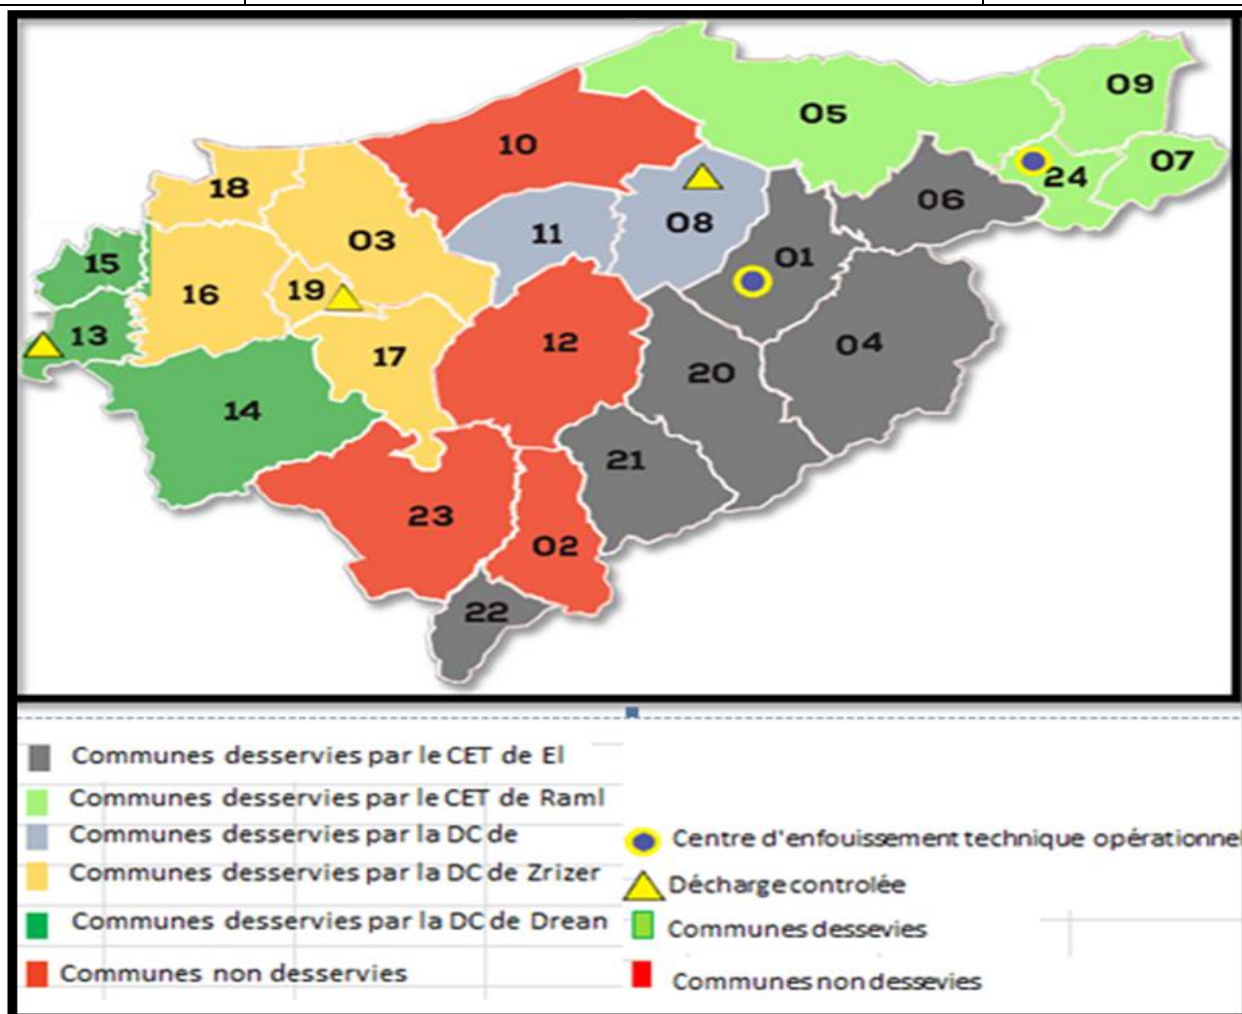 09
05
10
07
24
18
06
11
08
03
01
15
16
19
13
17
12
04
20
14
21
23
02
22
Communes desservies par le CET de El
Communes desservies par le CET de Raml
Communes desservies par la DC de
Communes desservies par la DC de Zrizer
Communes desservies par la DC de Drean
Communes non desservies
Centre d'enfouissement technique opérationnel
Décharge controlée
Communes dessevies
Communes non dessevies